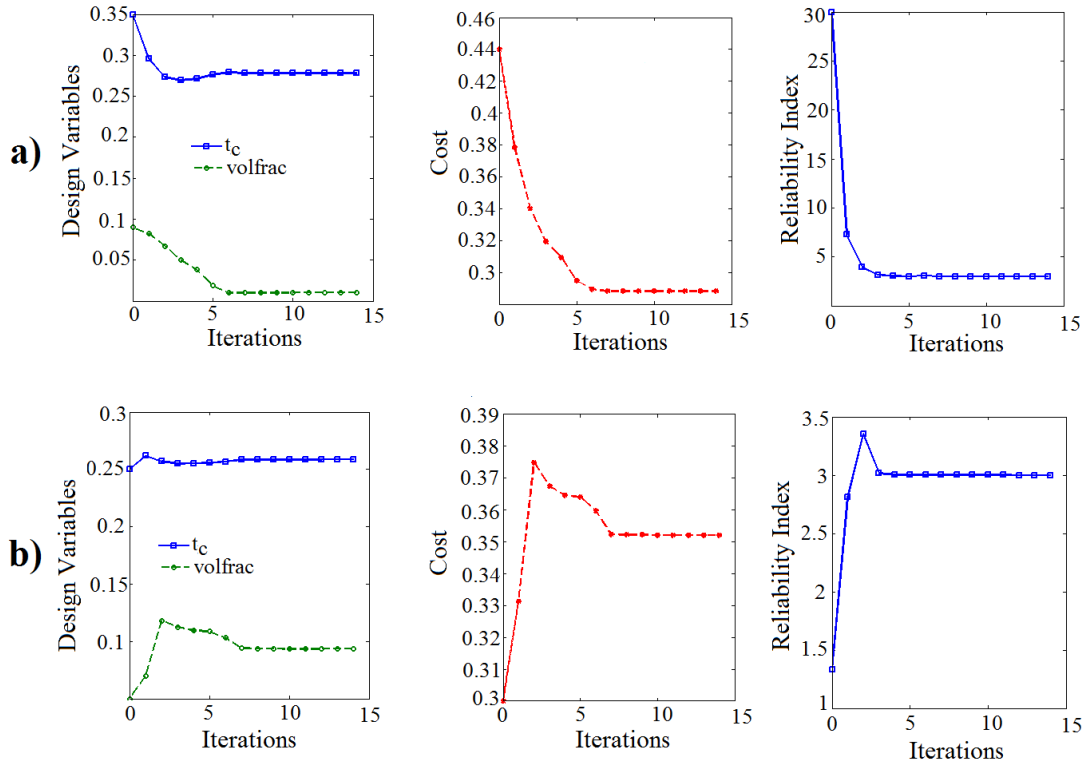 a)
Design Variables
0.35
0.3
0.25
0.2
0.15
0.1
0.05
t_c
volfrac
0 5 10 15
Iterations
Cost
0.46
0.44
0.42
0.4
0.38
0.36
0.34
0.32
0.3
0 5 10 15
Iterations
Reliability Index
30
25
20
15
10
5
0 5 10 15
Iterations
b)
Design Variables
0.3
0.25
0.2
0.15
0.1
t_c
volfrac
0 5 10 15
Iterations
Cost
0.39
0.38
0.37
0.36
0.35
0.34
0.33
0.32
0.31
0.3
0 5 10 15
Iterations
Reliability Index
3.5
3
2.5
2
1.5
1
0 5 10 15
Iterations